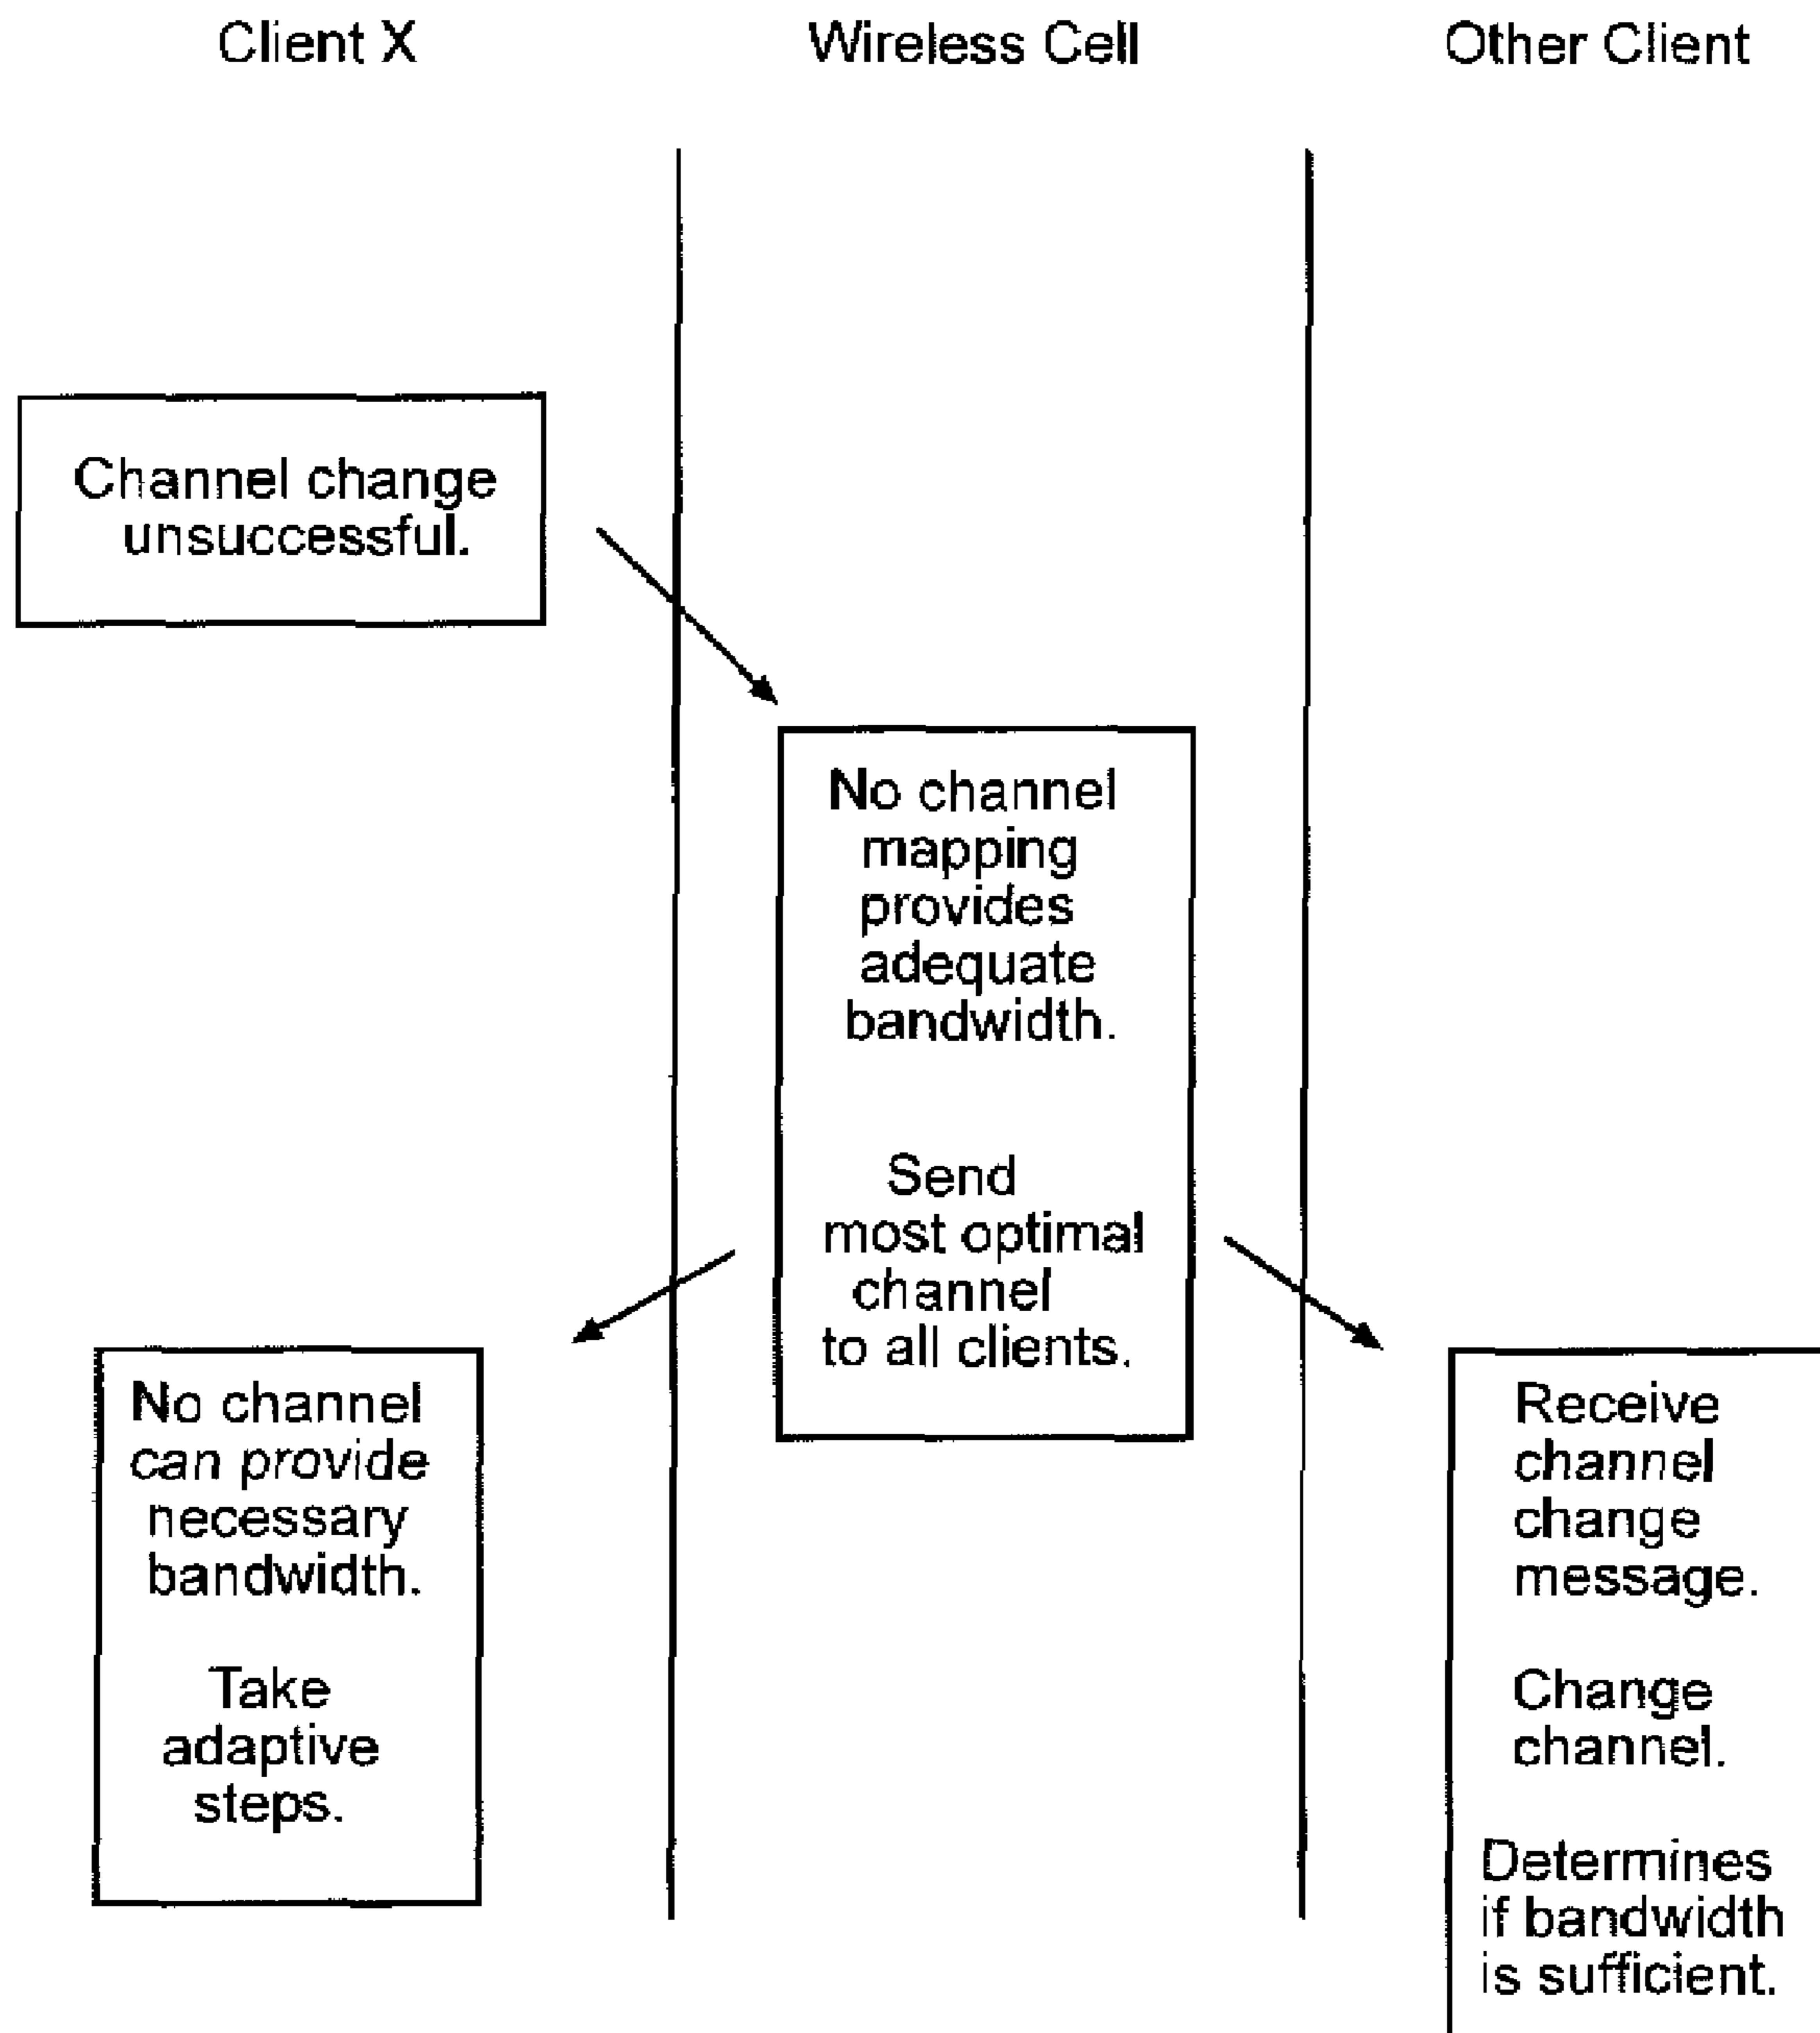 Client X
Wireless Cell
Other Client
Channel change
unsuccessful.
No channel
mapping
provides
adequate
bandwidth.
Send
most optimal
channel
to all clients.
No channel
can provide
necessary
bandwidth.
Take
adaptive
steps.
Receive
channel
change
message.
Change
channel.
Determines
if bandwidth
is sufficient.